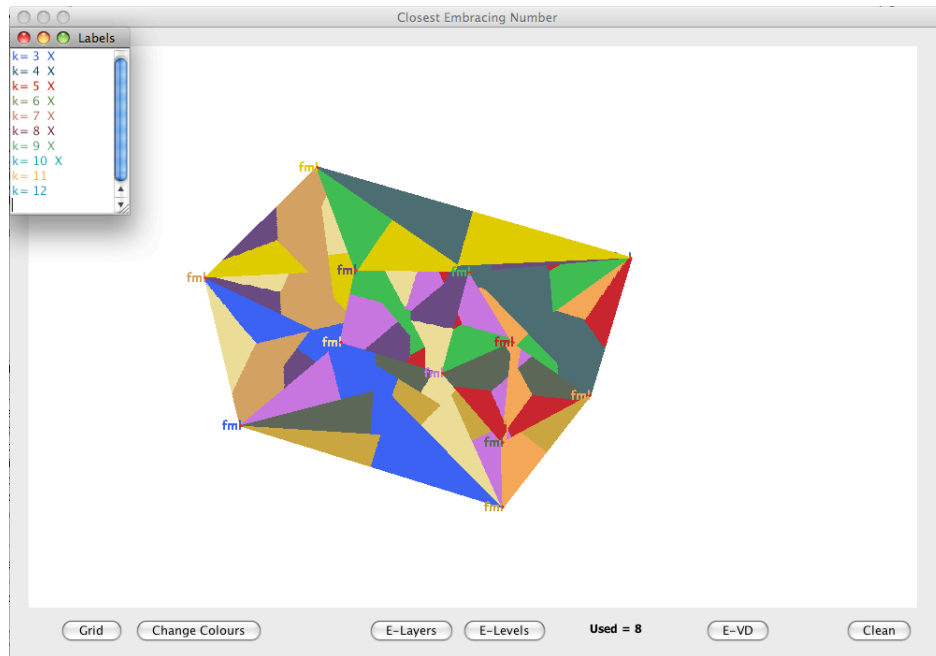 Closest Embracing Number
Labels
k= 3 X
k= 4 X
k= 5 X
k= 6 X
k= 7 X
k= 8 X
k= 9 X
k= 10 X
k= 11
k= 12
fml
fml
fml
fml
fml
fml
fml
fml
fml
fml
fml
Grid
Change Colours
E-Layers
E-Levels
Used = 8
E-VD
Clean